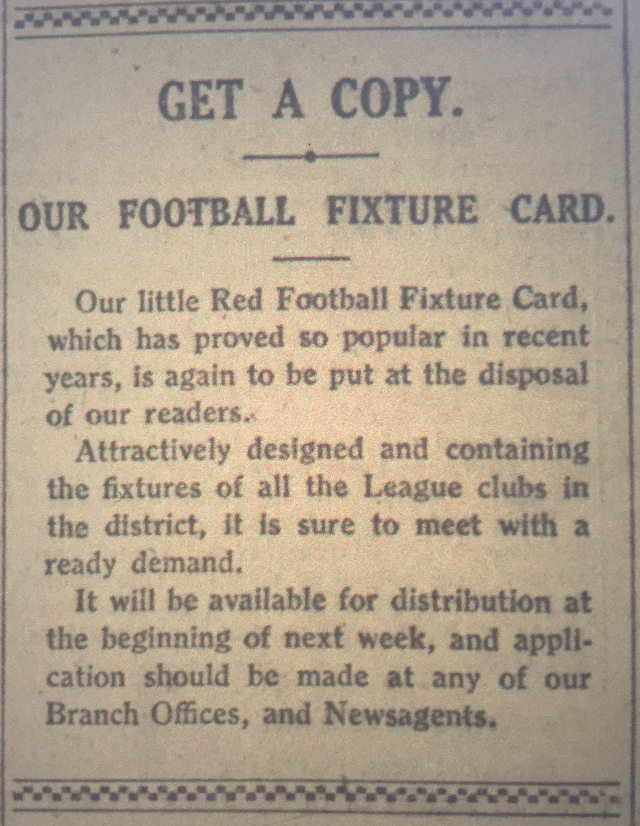 GET A COPY.
OUR FOOTBALL FIXTURE CARD.
Our little Red Football Fixture Card,
which has proved so popular in recent
years, is again to be put at the disposal
of our readers.
Attractively designed and containing
the fixtures of all the League clubs in
the district, it is sure to meet with a
ready demand.
It will be available for distribution at
the beginning of next week, and appli-
cation should be made at any of our
Branch Offices, and Newsagents.